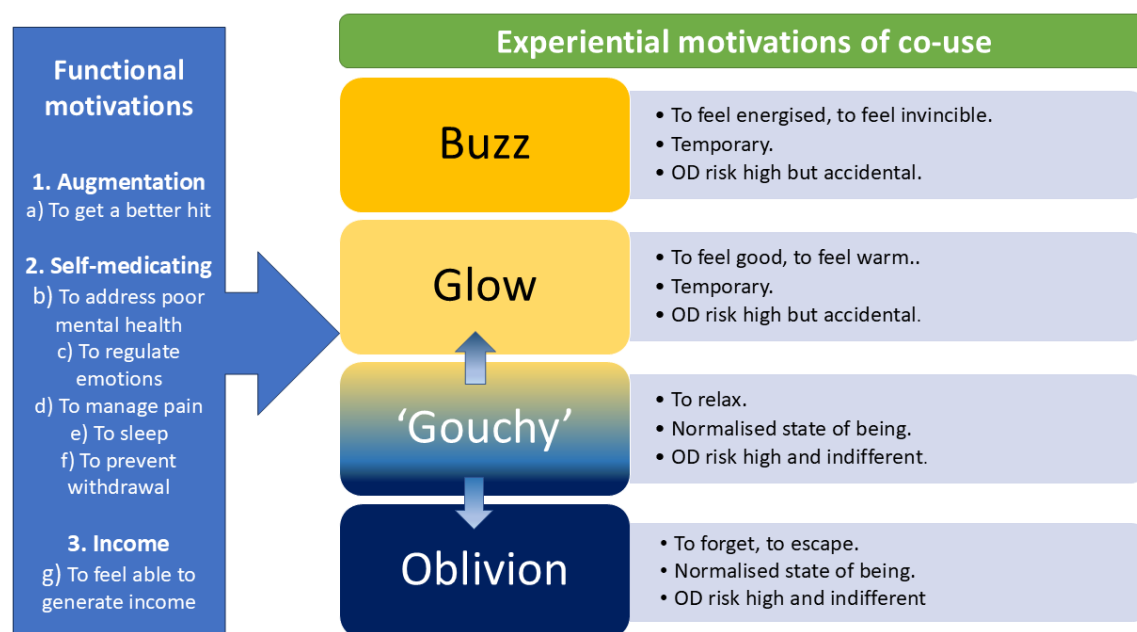 Functional
motivations
1. Augmentation
a) To get a better hit
2. Self-medicating
b) To address poor
mental health
c) To regulate
emotions
d) To manage pain
e) To sleep
f) To prevent
withdrawal
3. Income
g) To feel able to
generate income
Experiential motivations of co-use
Buzz
• To feel energised, to feel invincible.
• Temporary.
• OD risk high but accidental.
Glow
• To feel good, to feel warm..
• Temporary.
• OD risk high but accidental.
‘Gouchy’
• To relax.
• Normalised state of being.
• OD risk high and indifferent.
Oblivion
• To forget, to escape.
• Normalised state of being.
• OD risk high and indifferent